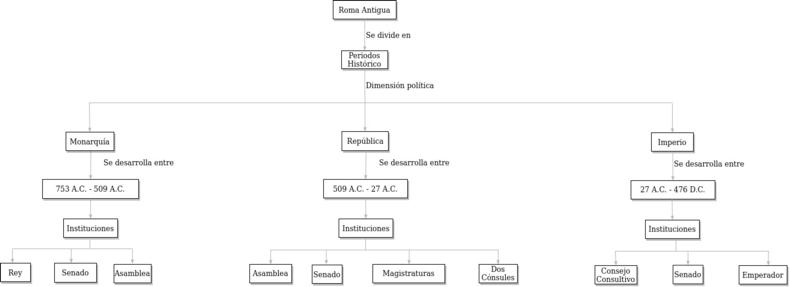 Roma Antigua
Se divide en
Períodos
Histórico
Dimensión política
Monarquía
República
Imperio
Se desarrolla entre
Se desarrolla entre
Se desarrolla entre
753 A.C. - 509 A.C.
509 A.C. - 27 A.C.
27 A.C. - 476 D.C.
Instituciones
Instituciones
Instituciones
Rey
Senado
Asamblea
Asamblea
Senado
Magistraturas
Dos
Cónsules
Consejo
Consultivo
Senado
Emperador